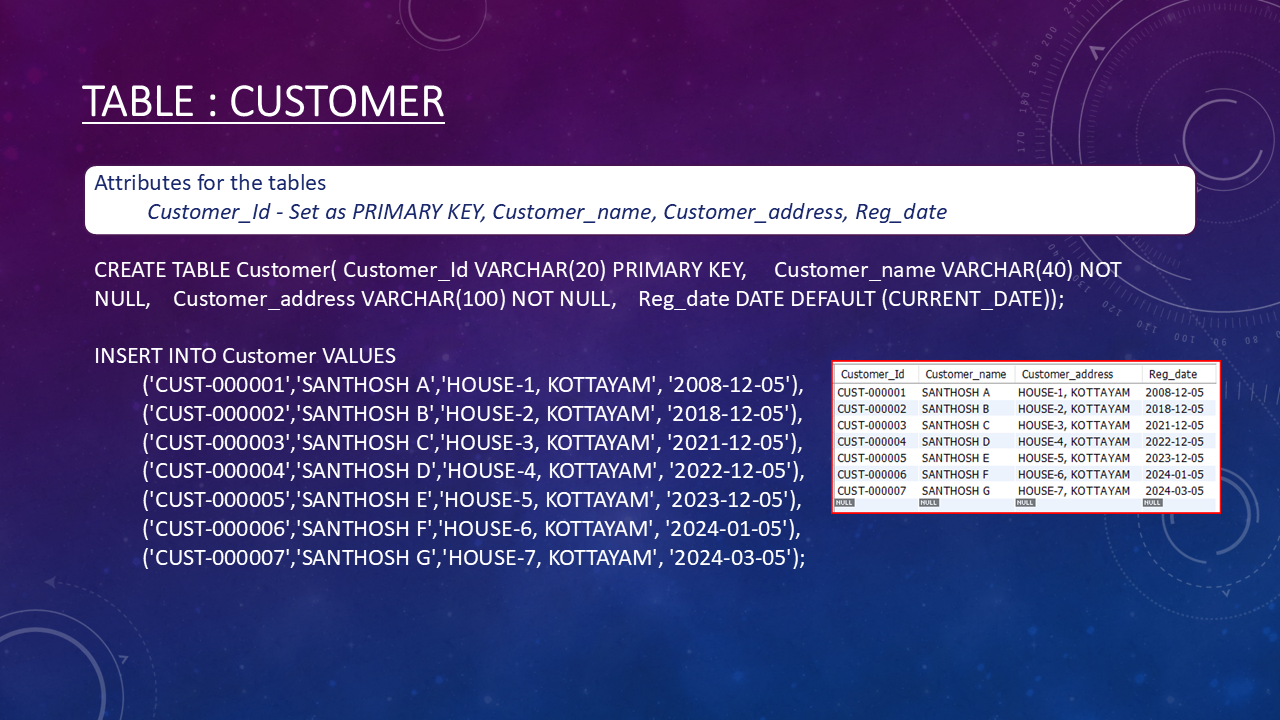 TABLE : CUSTOMER
Attributes for the tables
Customer_Id - Set as PRIMARY KEY, Customer_name, Customer_address, Reg_date
CREATE TABLE Customer( Customer_Id VARCHAR(20) PRIMARY KEY, Customer_name VARCHAR(40) NOT
NULL, Customer_address VARCHAR(100) NOT NULL, Reg_date DATE DEFAULT (CURRENT_DATE));
INSERT INTO Customer VALUES
('CUST-000001','SANTHOSH A','HOUSE-1, KOTTAYAM', '2008-12-05'),
('CUST-000002','SANTHOSH B','HOUSE-2, KOTTAYAM', '2018-12-05'),
('CUST-000003','SANTHOSH C','HOUSE-3, KOTTAYAM', '2021-12-05'),
('CUST-000004','SANTHOSH D','HOUSE-4, KOTTAYAM', '2022-12-05'),
('CUST-000005','SANTHOSH E','HOUSE-5, KOTTAYAM', '2023-12-05'),
('CUST-000006','SANTHOSH F','HOUSE-6, KOTTAYAM', '2024-01-05'),
('CUST-000007','SANTHOSH G','HOUSE-7, KOTTAYAM', '2024-03-05');
Customer_Id Customer_name Customer_address Reg_date
CUST-000001 SANTHOSH A HOUSE-1, KOTTAYAM 2008-12-05
CUST-000002 SANTHOSH B HOUSE-2, KOTTAYAM 2018-12-05
CUST-000003 SANTHOSH C HOUSE-3, KOTTAYAM 2021-12-05
CUST-000004 SANTHOSH D HOUSE-4, KOTTAYAM 2022-12-05
CUST-000005 SANTHOSH E HOUSE-5, KOTTAYAM 2023-12-05
CUST-000006 SANTHOSH F HOUSE-6, KOTTAYAM 2024-01-05
CUST-000007 SANTHOSH G HOUSE-7, KOTTAYAM 2024-03-05
NULL NULL NULL NULL